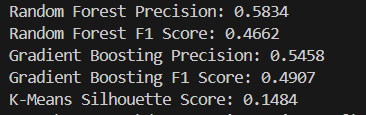 Random Forest Precision: 0.5834
Random Forest F1 Score: 0.4662
Gradient Boosting Precision: 0.5458
Gradient Boosting F1 Score: 0.4907
K-Means Silhouette Score: 0.1484